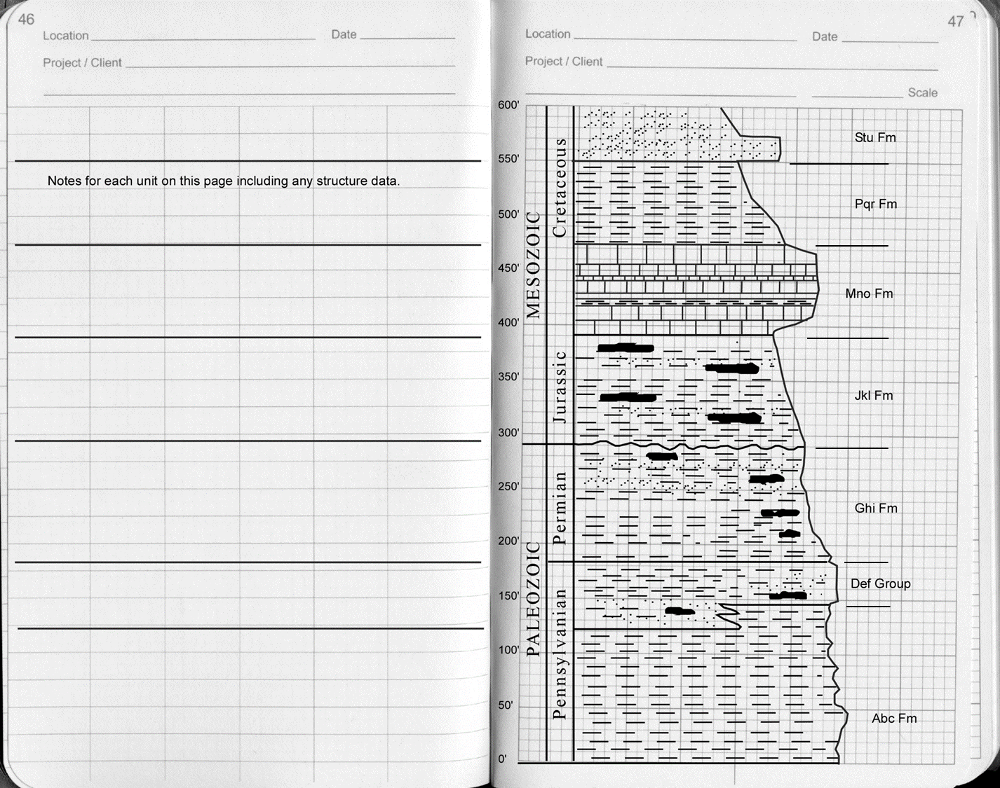 46
Location
Date
Project / Client
Notes for each unit on this page including any structure data.
47
Location
Date
Project / Client
Scale
600'
550'
500'
450'
400'
350'
300'
250'
200'
150'
100'
50'
0'
MESOZOIC
PALEOZOIC
Cretaceous
Jurassic
Permian
Pennsylvanian
Stu Fm
Pqr Fm
Mno Fm
Jkl Fm
Ghi Fm
Def Group
Abc Fm